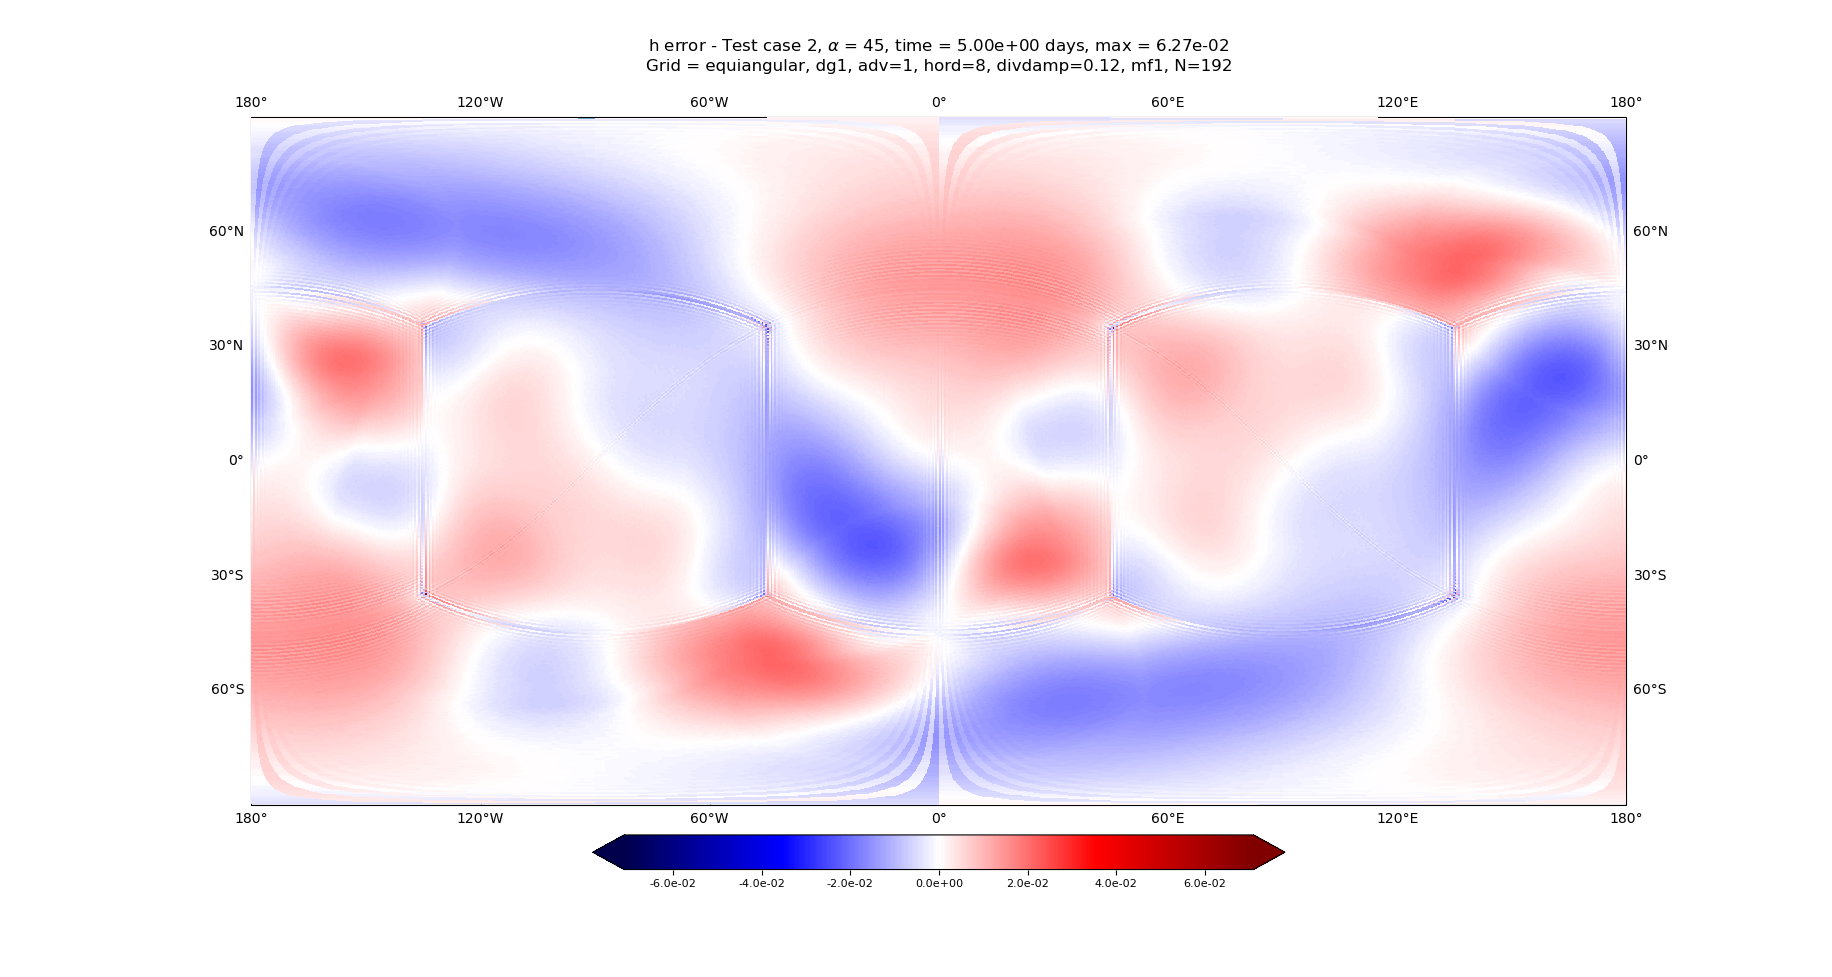 h error - Test case 2, α = 45, time = 5.00e+00 days, max = 6.27e-02
Grid = equiangular, dg1, adv=1, hord=8, divdamp=0.12, mf1, N=192
180° 120°W 60°W 0° 60°E 120°E 180°
60°N 60°N
30°N 30°N
0° 0°
30°S 30°S
60°S 60°S
180° 120°W 60°W 0° 60°E 120°E 180°
-6.0e-02 -4.0e-02 -2.0e-02 0.0e+00 2.0e-02 4.0e-02 6.0e-02